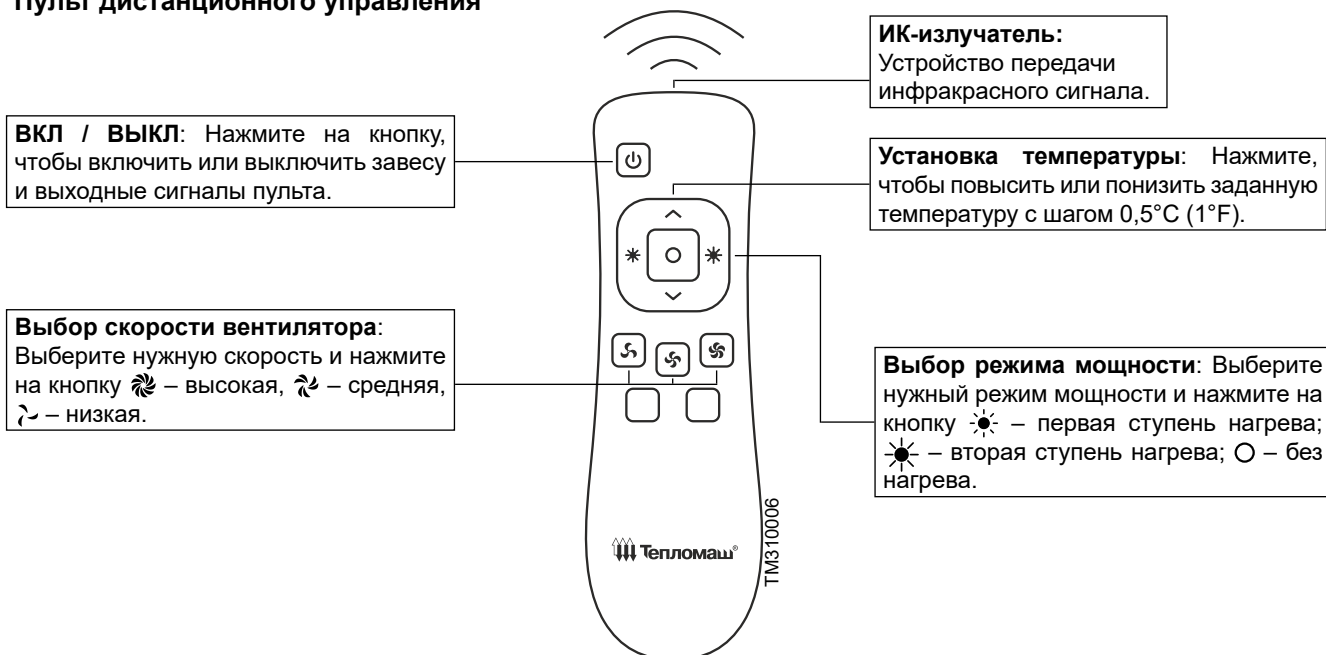 Пульт дистанционного управления
ИК-излучатель:
Устройство передачи
инфракрасного сигнала.
ВКЛ / ВЫКЛ: Нажмите на кнопку,
чтобы включить или выключить завесу
и выходные сигналы пульта.
Установка температуры: Нажмите,
чтобы повысить или понизить заданную
температуру с шагом 0,5°C (1°F).
Выбор скорости вентилятора:
Выберите нужную скорость и нажмите
на кнопку – высокая, – средняя,
– низкая.
Выбор режима мощности: Выберите
нужный режим мощности и нажмите на
кнопку – первая ступень нагрева;
– вторая ступень нагрева; – без
нагрева.
Тепломаш®
TM310006